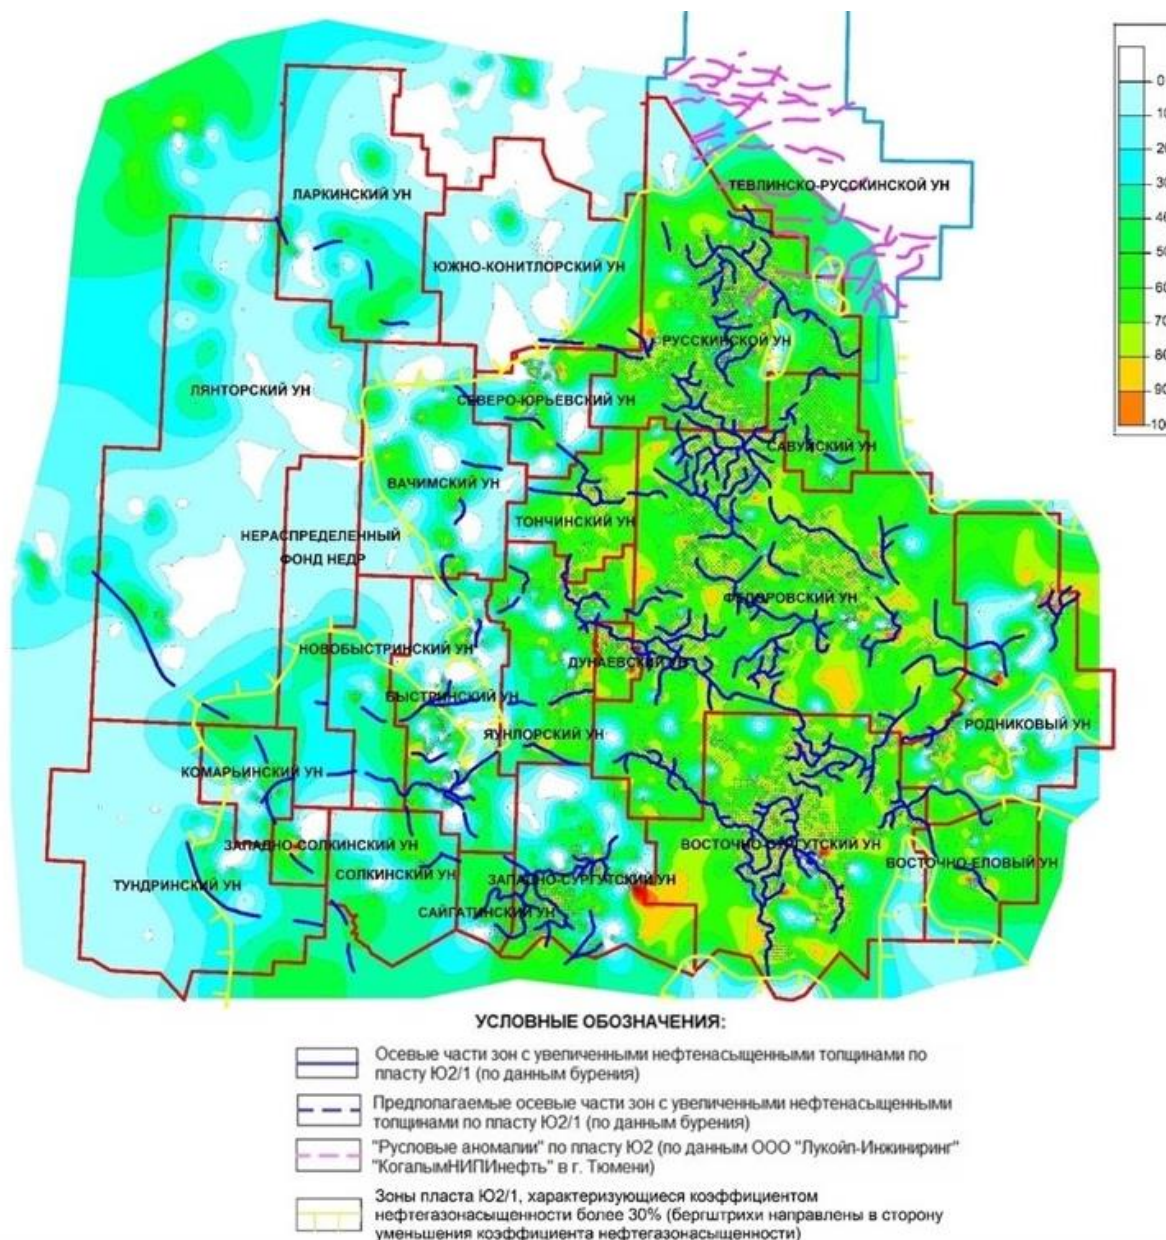 0
10
20
30
40
50
60
70
80
90
100
ТЕВЛИНСКО-РУССКИНСКОЙ УН
ЛАРКИНСКИЙ УН
ЮЖНО-КОНИТЛОРСКИЙ УН
РУССКИНСКОЙ УН
ЛЯНТОРСКИЙ УН
СЕВЕРО-ЮРЬЕВСКИЙ УН
САВУЙСКИЙ УН
ВАЧИМСКИЙ УН
ТОНЧИНСКИЙ УН
НЕРАСПРЕДЕЛЕННЫЙ
ФОНД НЕДР
ФЕДОРОВСКИЙ УН
НОВОБЫСТРИНСКИЙ УН
ДУНАЕВСКИЙ УН
БЫСТРИНСКИЙ УН
РОДНИКОВЫЙ УН
ЯУНЛОРСКИЙ УН
КОМАРЬИНСКИЙ УН
ЗАПАДНО-СОЛКИНСКИЙ УН
ВОСТОЧНО-СУРГУТСКИЙ УН
ВОСТОЧНО-ЕЛОВЫЙ УН
ТУНДРИНСКИЙ УН
СОЛКИНСКИЙ УН
ЗАПАДНО-СУРГУТСКИЙ УН
САЙГАТИНСКИЙ УН
УСЛОВНЫЕ ОБОЗНАЧЕНИЯ:
Осевые части зон с увеличенными нефтенасыщенными толщинами по
пласту Ю2/1 (по данным бурения)
Предполагаемые осевые части зон с увеличенными нефтенасыщенными
толщинами по пласту Ю2/1 (по данным бурения)
"Русловые аномалии" по пласту Ю2 (по данным ООО "Лукойл-Инжиниринг"
"КогалымНИПИнефть" в г. Тюмени)
Зоны пласта Ю2/1, характеризующиеся коэффициентом
нефтегазонасыщенности более 30% (бергштрихи направлены в сторону
уменьшения коэффициента нефтегазонасыщенности)